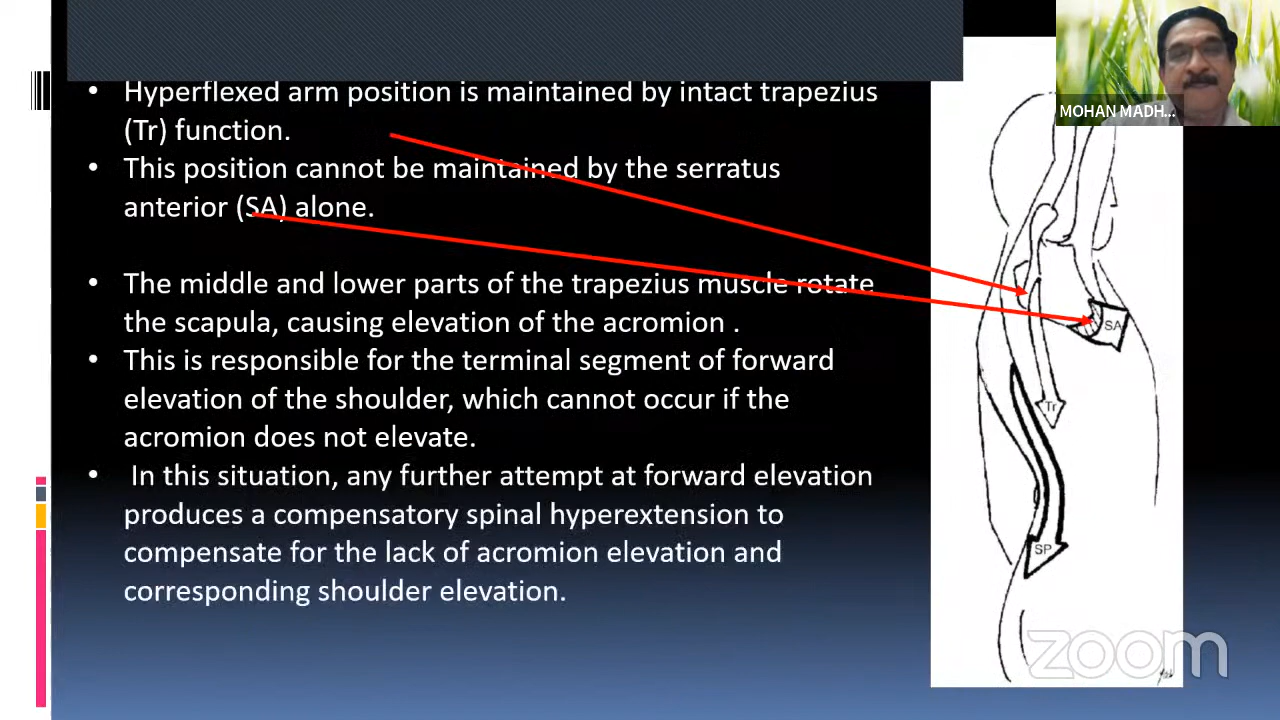 MOHAN MADH...
• Hyperflexed arm position is maintained by intact trapezius
(Tr) function.
• This position cannot be maintained by the serratus
anterior (SA) alone.
• The middle and lower parts of the trapezius muscle rotate
the scapula, causing elevation of the acromion .
• This is responsible for the terminal segment of forward
elevation of the shoulder, which cannot occur if the
acromion does not elevate.
• In this situation, any further attempt at forward elevation
produces a compensatory spinal hyperextension to
compensate for the lack of acromion elevation and
corresponding shoulder elevation.
SA
Tr
SP
zoom